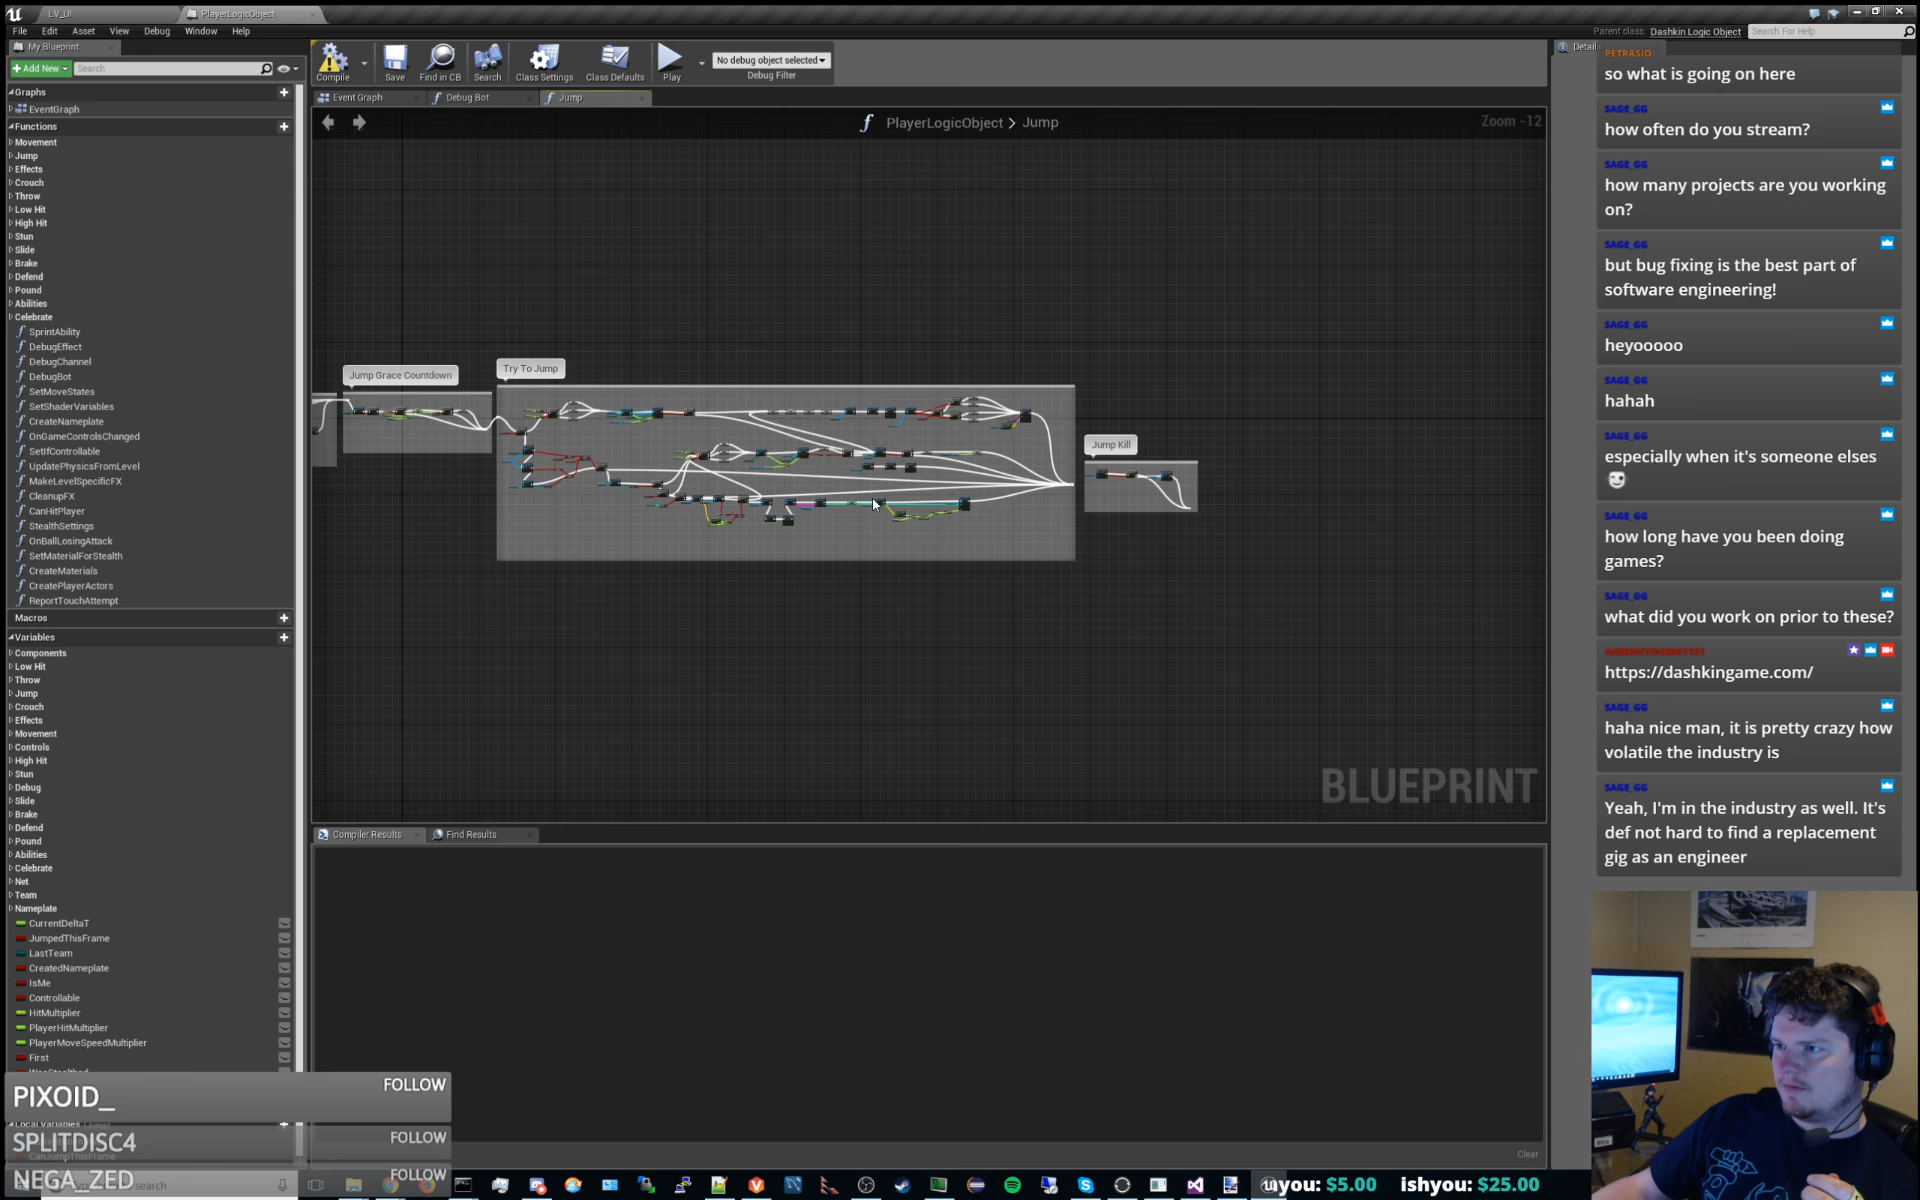 LV_UI
PlayerLogicObject
File Edit Asset View Debug Window Help
Parent class: Dashkin Logic Object
Search For Help
My Blueprint
Add New
Search
Compile
Save
Find in CB
Search
Class Settings
Class Defaults
Play
No debug object selected
Debug Filter
Details
Event Graph
Debug Bot
Jump
PlayerLogicObject > Jump
Zoom -12
Graphs
EventGraph
Functions
Movement
Jump
Effects
Crouch
Throw
Low Hit
High Hit
Stun
Slide
Brake
Defend
Pound
Abilities
Celebrate
SprintAbility
DebugEffect
DebugChannel
DebugBot
SetMoveStates
SetShaderVariables
CreateNameplate
OnGameControlsChanged
SetIfControllable
UpdatePhysicsFromLevel
MakeLevelSpecificFX
CleanupFX
CanHitPlayer
StealthSettings
OnBallLosingAttack
SetMaterialForStealth
CreateMaterials
CreatePlayerActors
ReportTouchAttempt
Macros
Variables
Components
Low Hit
Throw
Jump
Crouch
Effects
Movement
Controls
High Hit
Stun
Debug
Slide
Brake
Defend
Pound
Abilities
Celebrate
Net
Team
Nameplate
CurrentDeltaT
JumpedThisFrame
LastTeam
CreatedNameplate
IsMe
Controllable
HitMultiplier
PlayerHitMultiplier
PlayerMoveSpeedMultiplier
First
Jump Grace Countdown
Try To Jump
Jump Kill
BLUEPRINT
Compiler Results
Find Results
Clear
PETRASIO
so what is going on here
SAGE_GG
how often do you stream?
SAGE_GG
how many projects are you working
on?
SAGE_GG
but bug fixing is the best part of
software engineering!
SAGE_GG
heyooooo
SAGE_GG
hahah
SAGE_GG
especially when it's someone elses
SAGE_GG
how long have you been doing
games?
SAGE_GG
what did you work on prior to these?
https://dashkingame.com/
SAGE_GG
haha nice man, it is pretty crazy how
volatile the industry is
SAGE_GG
Yeah, I'm in the industry as well. It's
def not hard to find a replacement
gig as an engineer
PIXOID_ FOLLOW
SPLITDISC4 FOLLOW
NEGA_ZED FOLLOW
search
uyou: $5.00 ishyou: $25.00